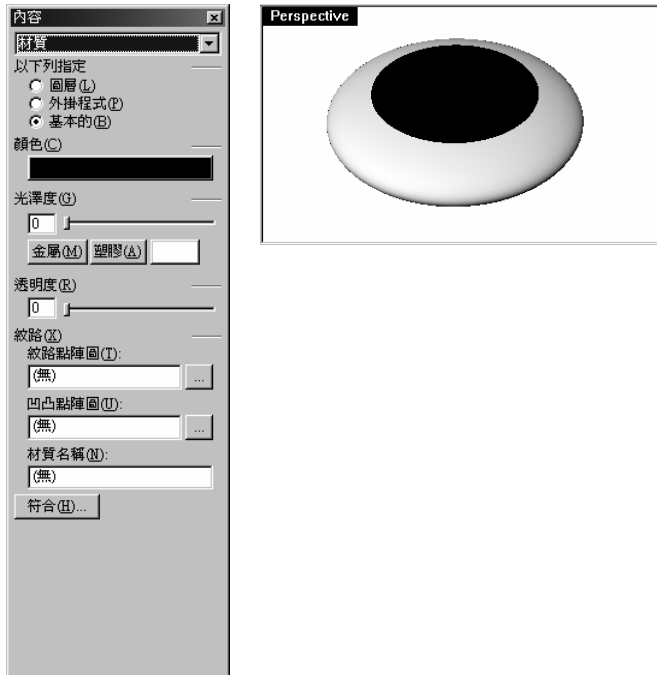 內容
材質
以下列指定
圖層(L)
外掛程式(P)
基本的(B)
顏色(C)
光澤度(G)
0
金屬(M) 塑膠(A)
透明度(R)
0
紋路(X)
紋路點陣圖(T):
(無) ...
凹凸點陣圖(U):
(無) ...
材質名稱(N):
(無)
符合(H)...
Perspective